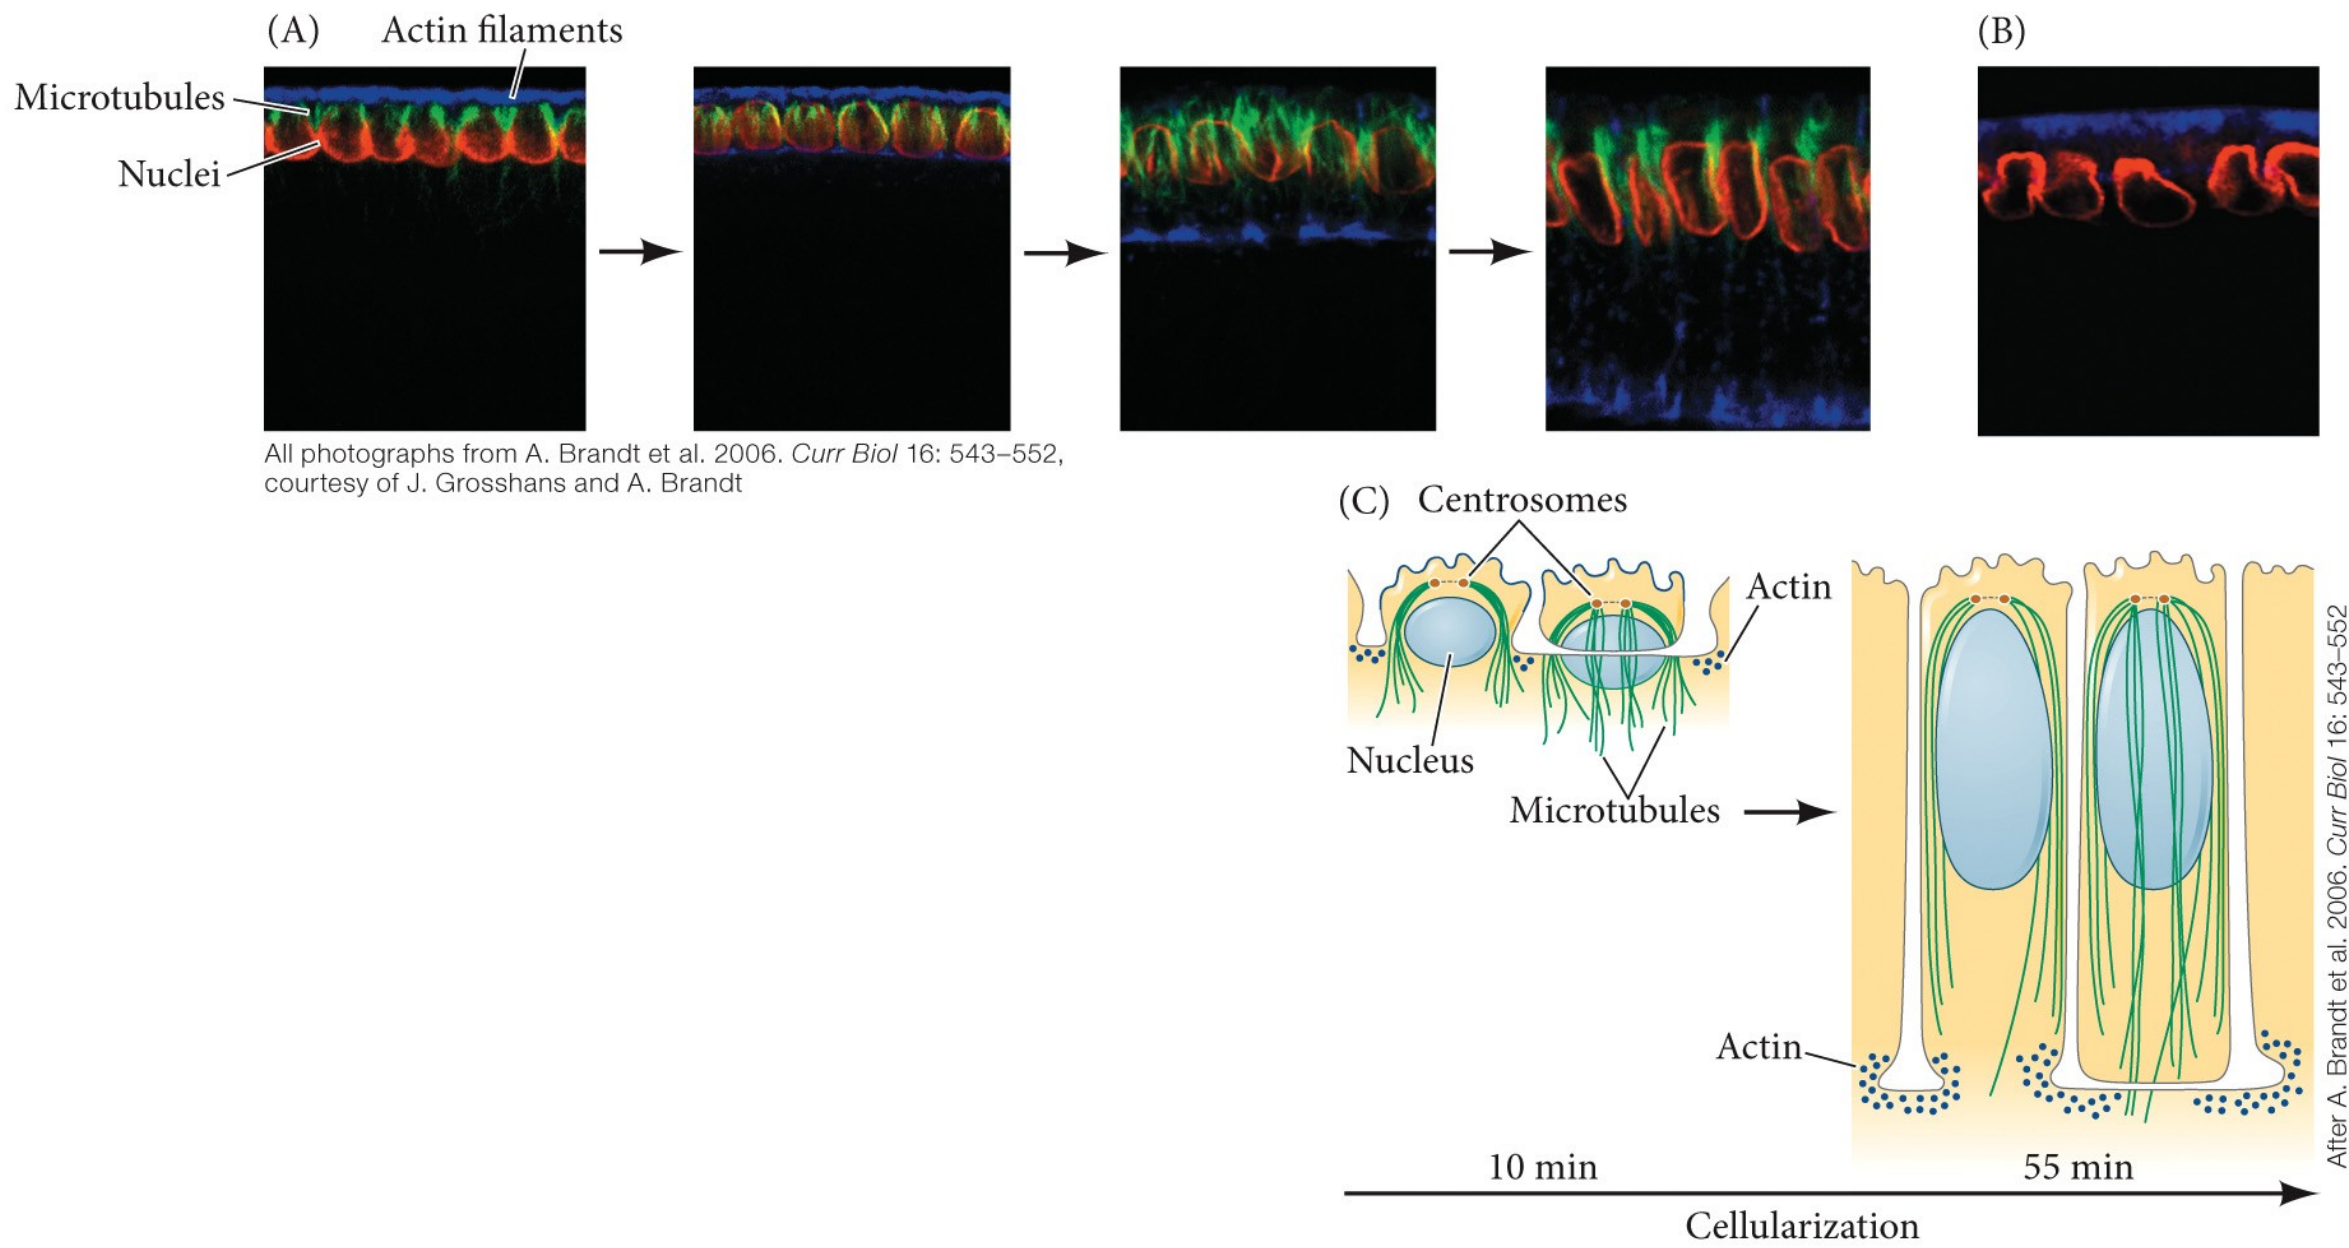 (A)
Actin filaments
(B)
Microtubules
Nuclei
All photographs from A. Brandt et al. 2006. Curr Biol 16: 543–552,
courtesy of J. Grosshans and A. Brandt
(C)
Centrosomes
Actin
Nucleus
Microtubules
Actin
10 min
55 min
Cellularization
After A. Brandt et al. 2006. Curr Biol 16: 543–552